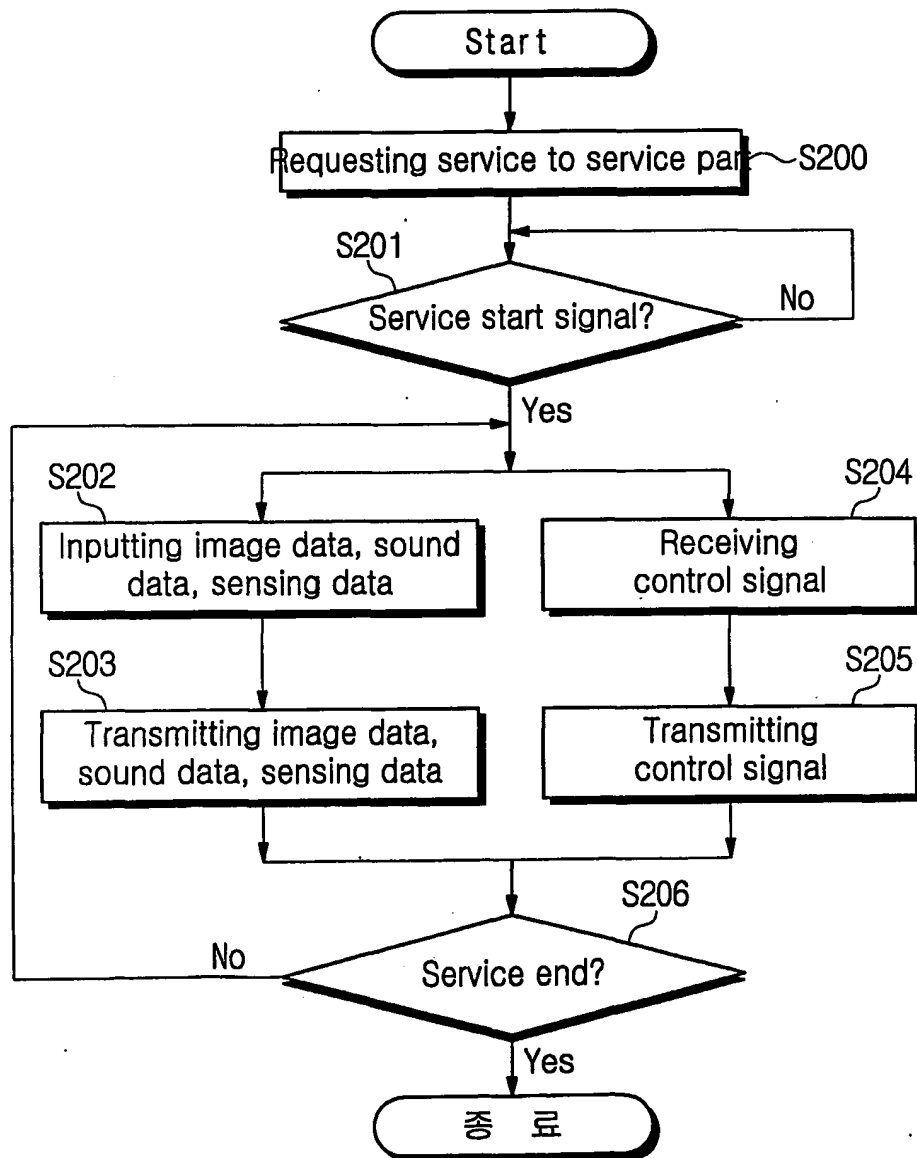 Start
Requesting service to service part
S200
S201
Service start signal?
No
Yes
S202
S204
Inputting image data, sound
data, sensing data
Receiving
control signal
S203
S205
Transmitting image data,
sound data, sensing data
Transmitting
control signal
S206
No
Service end?
Yes
종 료